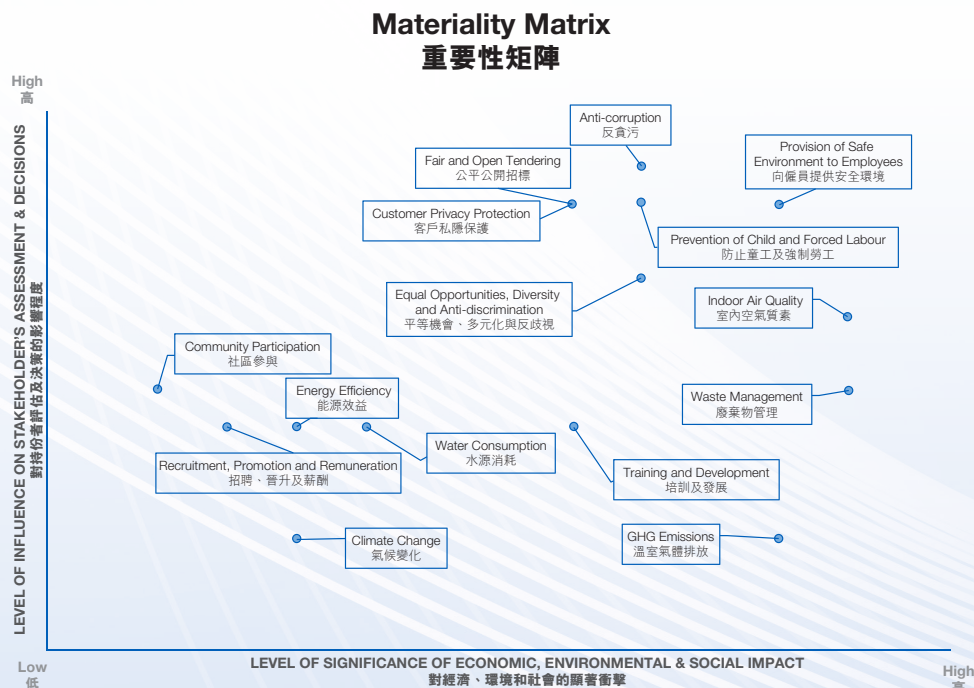 Materiality Matrix
重要性矩陣
High
高
LEVEL OF INFLUENCE ON STAKEHOLDER'S ASSESSMENT & DECISIONS
對持份者評估及決策的影響程度
Anti-corruption
反貪污
Fair and Open Tendering
公平公開招標
Provision of Safe
Environment to Employees
向僱員提供安全環境
Customer Privacy Protection
客戶私隱保護
Prevention of Child and Forced Labour
防止童工及強制勞工
Equal Opportunities, Diversity
and Anti-discrimination
平等機會、多元化與反歧視
Indoor Air Quality
室內空氣質素
Community Participation
社區參與
Energy Efficiency
能源效益
Waste Management
廢棄物管理
Water Consumption
水源消耗
Recruitment, Promotion and Remuneration
招聘、晉升及薪酬
Training and Development
培訓及發展
Climate Change
氣候變化
GHG Emissions
溫室氣體排放
Low
低
LEVEL OF SIGNIFICANCE OF ECONOMIC, ENVIRONMENTAL & SOCIAL IMPACT
對經濟、環境和社會的顯著衝擊
High
高